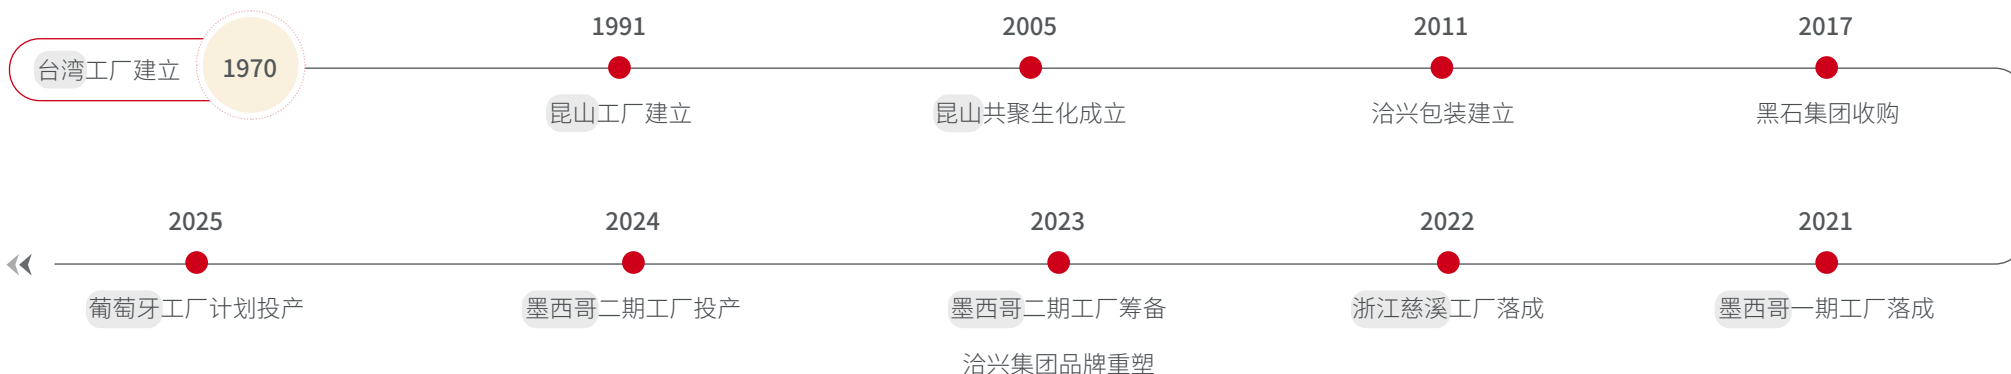 台湾工厂建立
1970
1991
昆山工厂建立
2005
昆山共聚生化成立
2011
洽兴包装建立
2017
黑石集团收购
2021
墨西哥一期工厂落成
2022
浙江慈溪工厂落成
2023
墨西哥二期工厂筹备
洽兴集团品牌重塑
2024
墨西哥二期工厂投产
2025
葡萄牙工厂计划投产